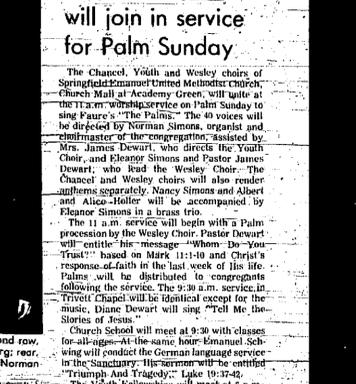 will join in service
for Palm Sunday
The Chancel, Youth and Wesley choirs of
Springfield Emanuel United Methodist Church,
Church Mall at Academy Green, will unite at
the 11 a.m. worship service on Palm Sunday to
sing Faure's "The Palms." The 40 voices will
be directed by Norman Simons, organist and
choirmaster of the congregation, assisted by
Mrs. James Dewart, who directs the Youth
Choir, and Eleanor Simons and Pastor James
Dewart, who lead the Wesley Choir. The
Chancel and Wesley choirs will also render
anthems separately. Nancy Simons and Albert
and Alice Holler will be accompanied by
Eleanor Simons in a brass trio.
The 11 a.m. service will begin with a Palm
procession by the Wesley Choir. Pastor Dewart
will entitle his message "Whom Do You
Trust?" based on Mark 11:1-10 and Christ's
response of faith in the last week of His life.
Palms will be distributed to congregants
following the service. The 9:30 a.m. service in
Trivett Chapel will be identical except for the
music, Diane Dewart will sing "Tell Me the
Stories of Jesus."
Church School will meet at 9:30 with classes
for all ages. At the same hour Emanuel Sch-
wing will conduct the German language service
in the Sanctuary. His sermon will be entitled
"Triumph And Tragedy," Luke 19:37-42.
ond row,
rg; rear,
Norman